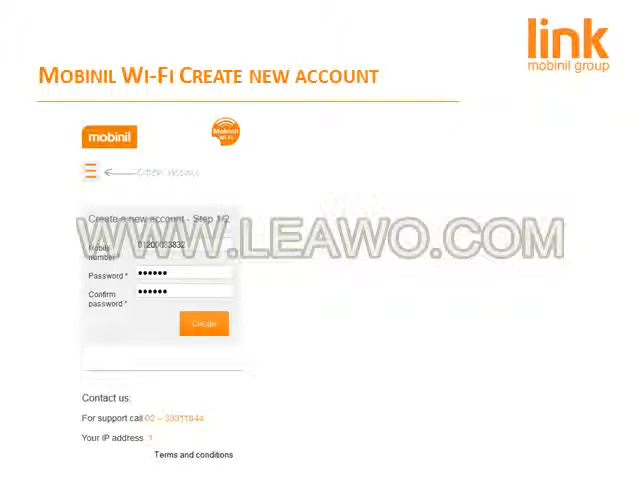 link
mobinil group
MOBINIL WI-FI CREATE NEW ACCOUNT
mobinil
Mobinil
Wi Fi
Open menu
Create a new account - Step 1/2
WWW.LEAWO.COM
Mobile
number *
Password *
Confirm
password *
Create
Contact us:
For support call 02 – 33311844
Your IP address
Terms and conditions